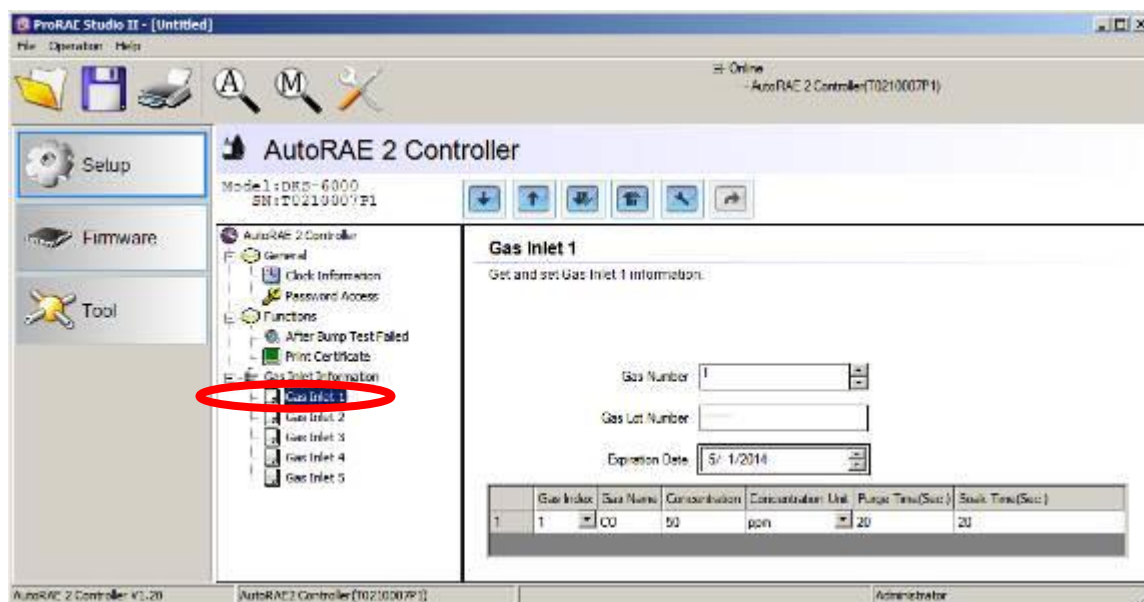 ProRAE Studio II - [Untitled]
File Operation Help
A M
Online
AutoRAE 2 Controller(T0210007P1)
Setup
Firmware
Tool
AutoRAE 2 Controller
Model:DKS-6000
SN:T0210007P1
AutoRAE 2 Controller
General
Clock Information
Password Access
Functions
After Bump Test Failed
Print Certificate
Gas Inlet Information
Gas Inlet 1
Gas Inlet 2
Gas Inlet 3
Gas Inlet 4
Gas Inlet 5
Gas Inlet 1
Get and set Gas Inlet 1 information.
Gas Number 1
Gas Lot Number
Expiration Date 5/ 1/2014
Gas Index Gas Name Concentration Concentration Unit Purge Time(Sec.) Soak Time(Sec.)
1 1 CO 50 ppm 20 20
AutoRAE 2 Controller V1.20 AutoRAE2 Controller(T0210007P1) Administrator